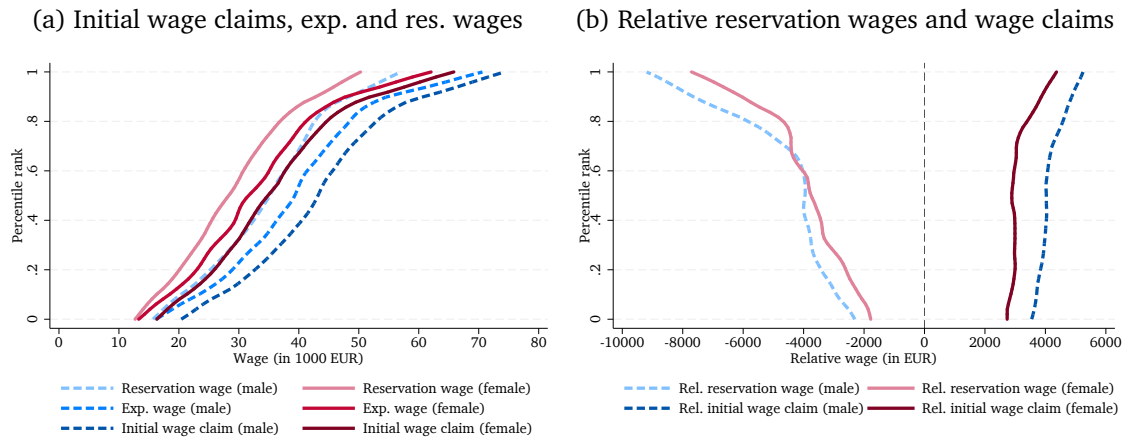 (a) Initial wage claims, exp. and res. wages
Percentile rank
1
.8
.6
.4
.2
0
0 10 20 30 40 50 60 70 80
Wage (in 1000 EUR)
Reservation wage (male) Reservation wage (female)
Exp. wage (male) Exp. wage (female)
Initial wage claim (male) Initial wage claim (female)
(b) Relative reservation wages and wage claims
Percentile rank
1
.8
.6
.4
.2
0
-10000 -8000 -6000 -4000 -2000 0 2000 4000 6000
Relative wage (in EUR)
Rel. reservation wage (male) Rel. reservation wage (female)
Rel. initial wage claim (male) Rel. initial wage claim (female)